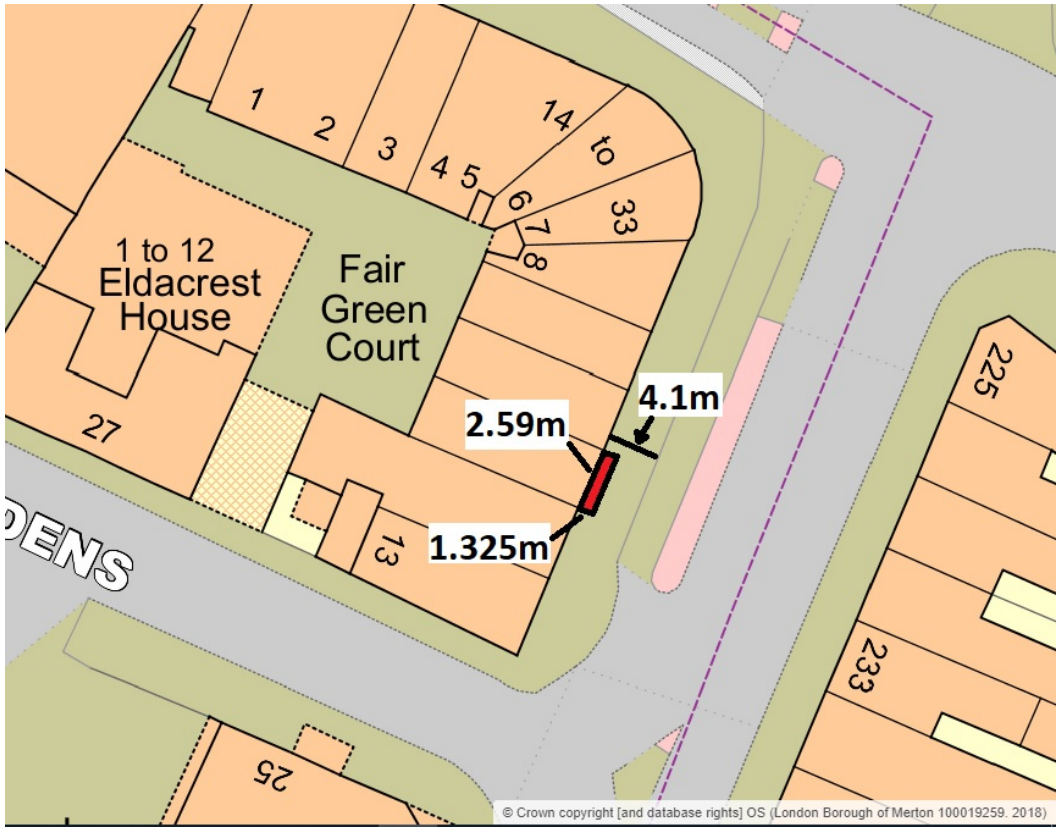 1
2
3
4
5
14
to
33
6
7
8
1 to 12
Eldacrest
House
Fair
Green
Court
27
4.1m
2.59m
1.325m
13
DENS
225
233
25
© Crown copyright [and database rights] OS (London Borough of Merton 100019259. 2018)